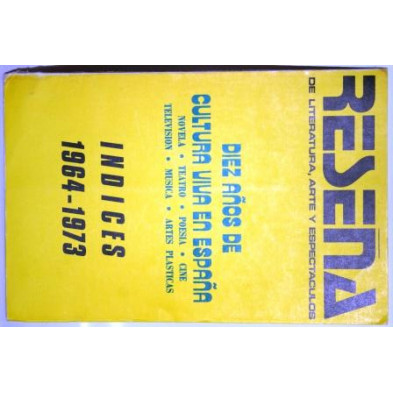 RESEÑA
DE LITERATURA, ARTE Y ESPECTACULOS
DIEZ AÑOS DE
CULTURA VIVA EN ESPAÑA
NOVELA * TEATRO * POESIA * CINE
TELEVISION * MUSICA * ARTES PLASTICAS
INDICES
1964-1973